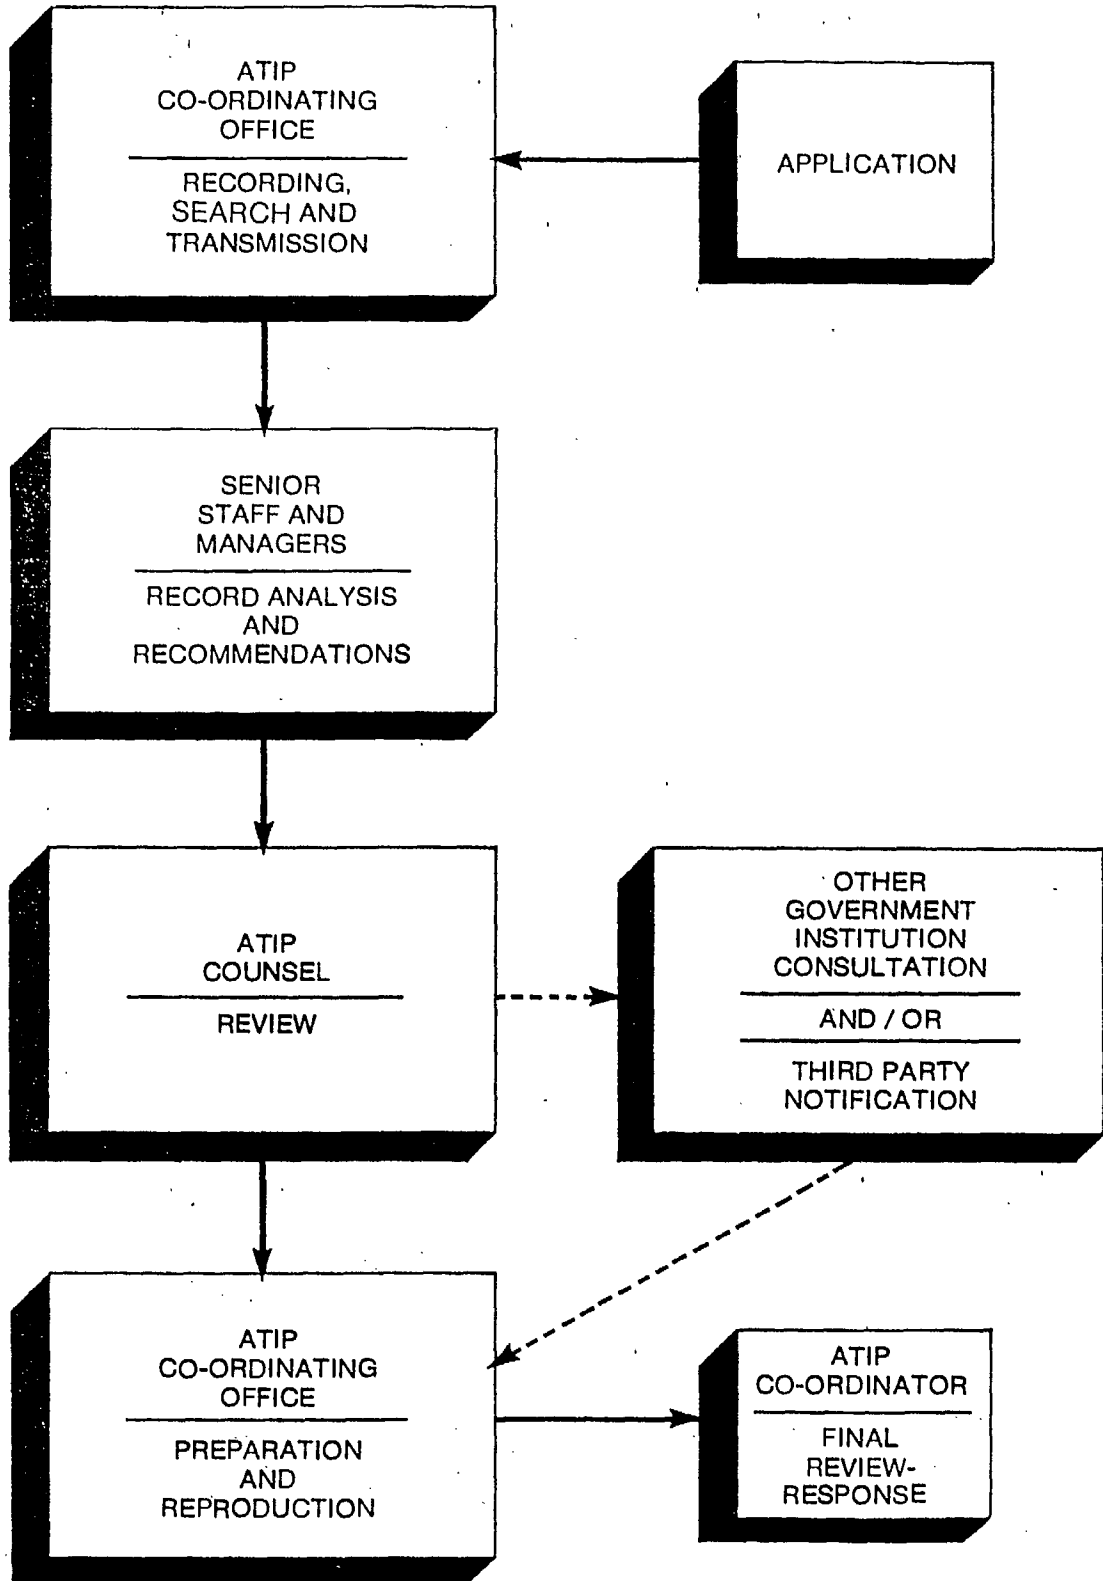 ATIP
CO-ORDINATING
OFFICE
RECORDING,
SEARCH AND
TRANSMISSION
APPLICATION
SENIOR
STAFF AND
MANAGERS
RECORD ANALYSIS
AND
RECOMMENDATIONS
ATIP
COUNSEL
REVIEW
OTHER
GOVERNMENT
INSTITUTION
CONSULTATION
AND / OR
THIRD PARTY
NOTIFICATION
ATIP
CO-ORDINATING
OFFICE
PREPARATION
AND
REPRODUCTION
ATIP
CO-ORDINATOR
FINAL
REVIEW-
RESPONSE